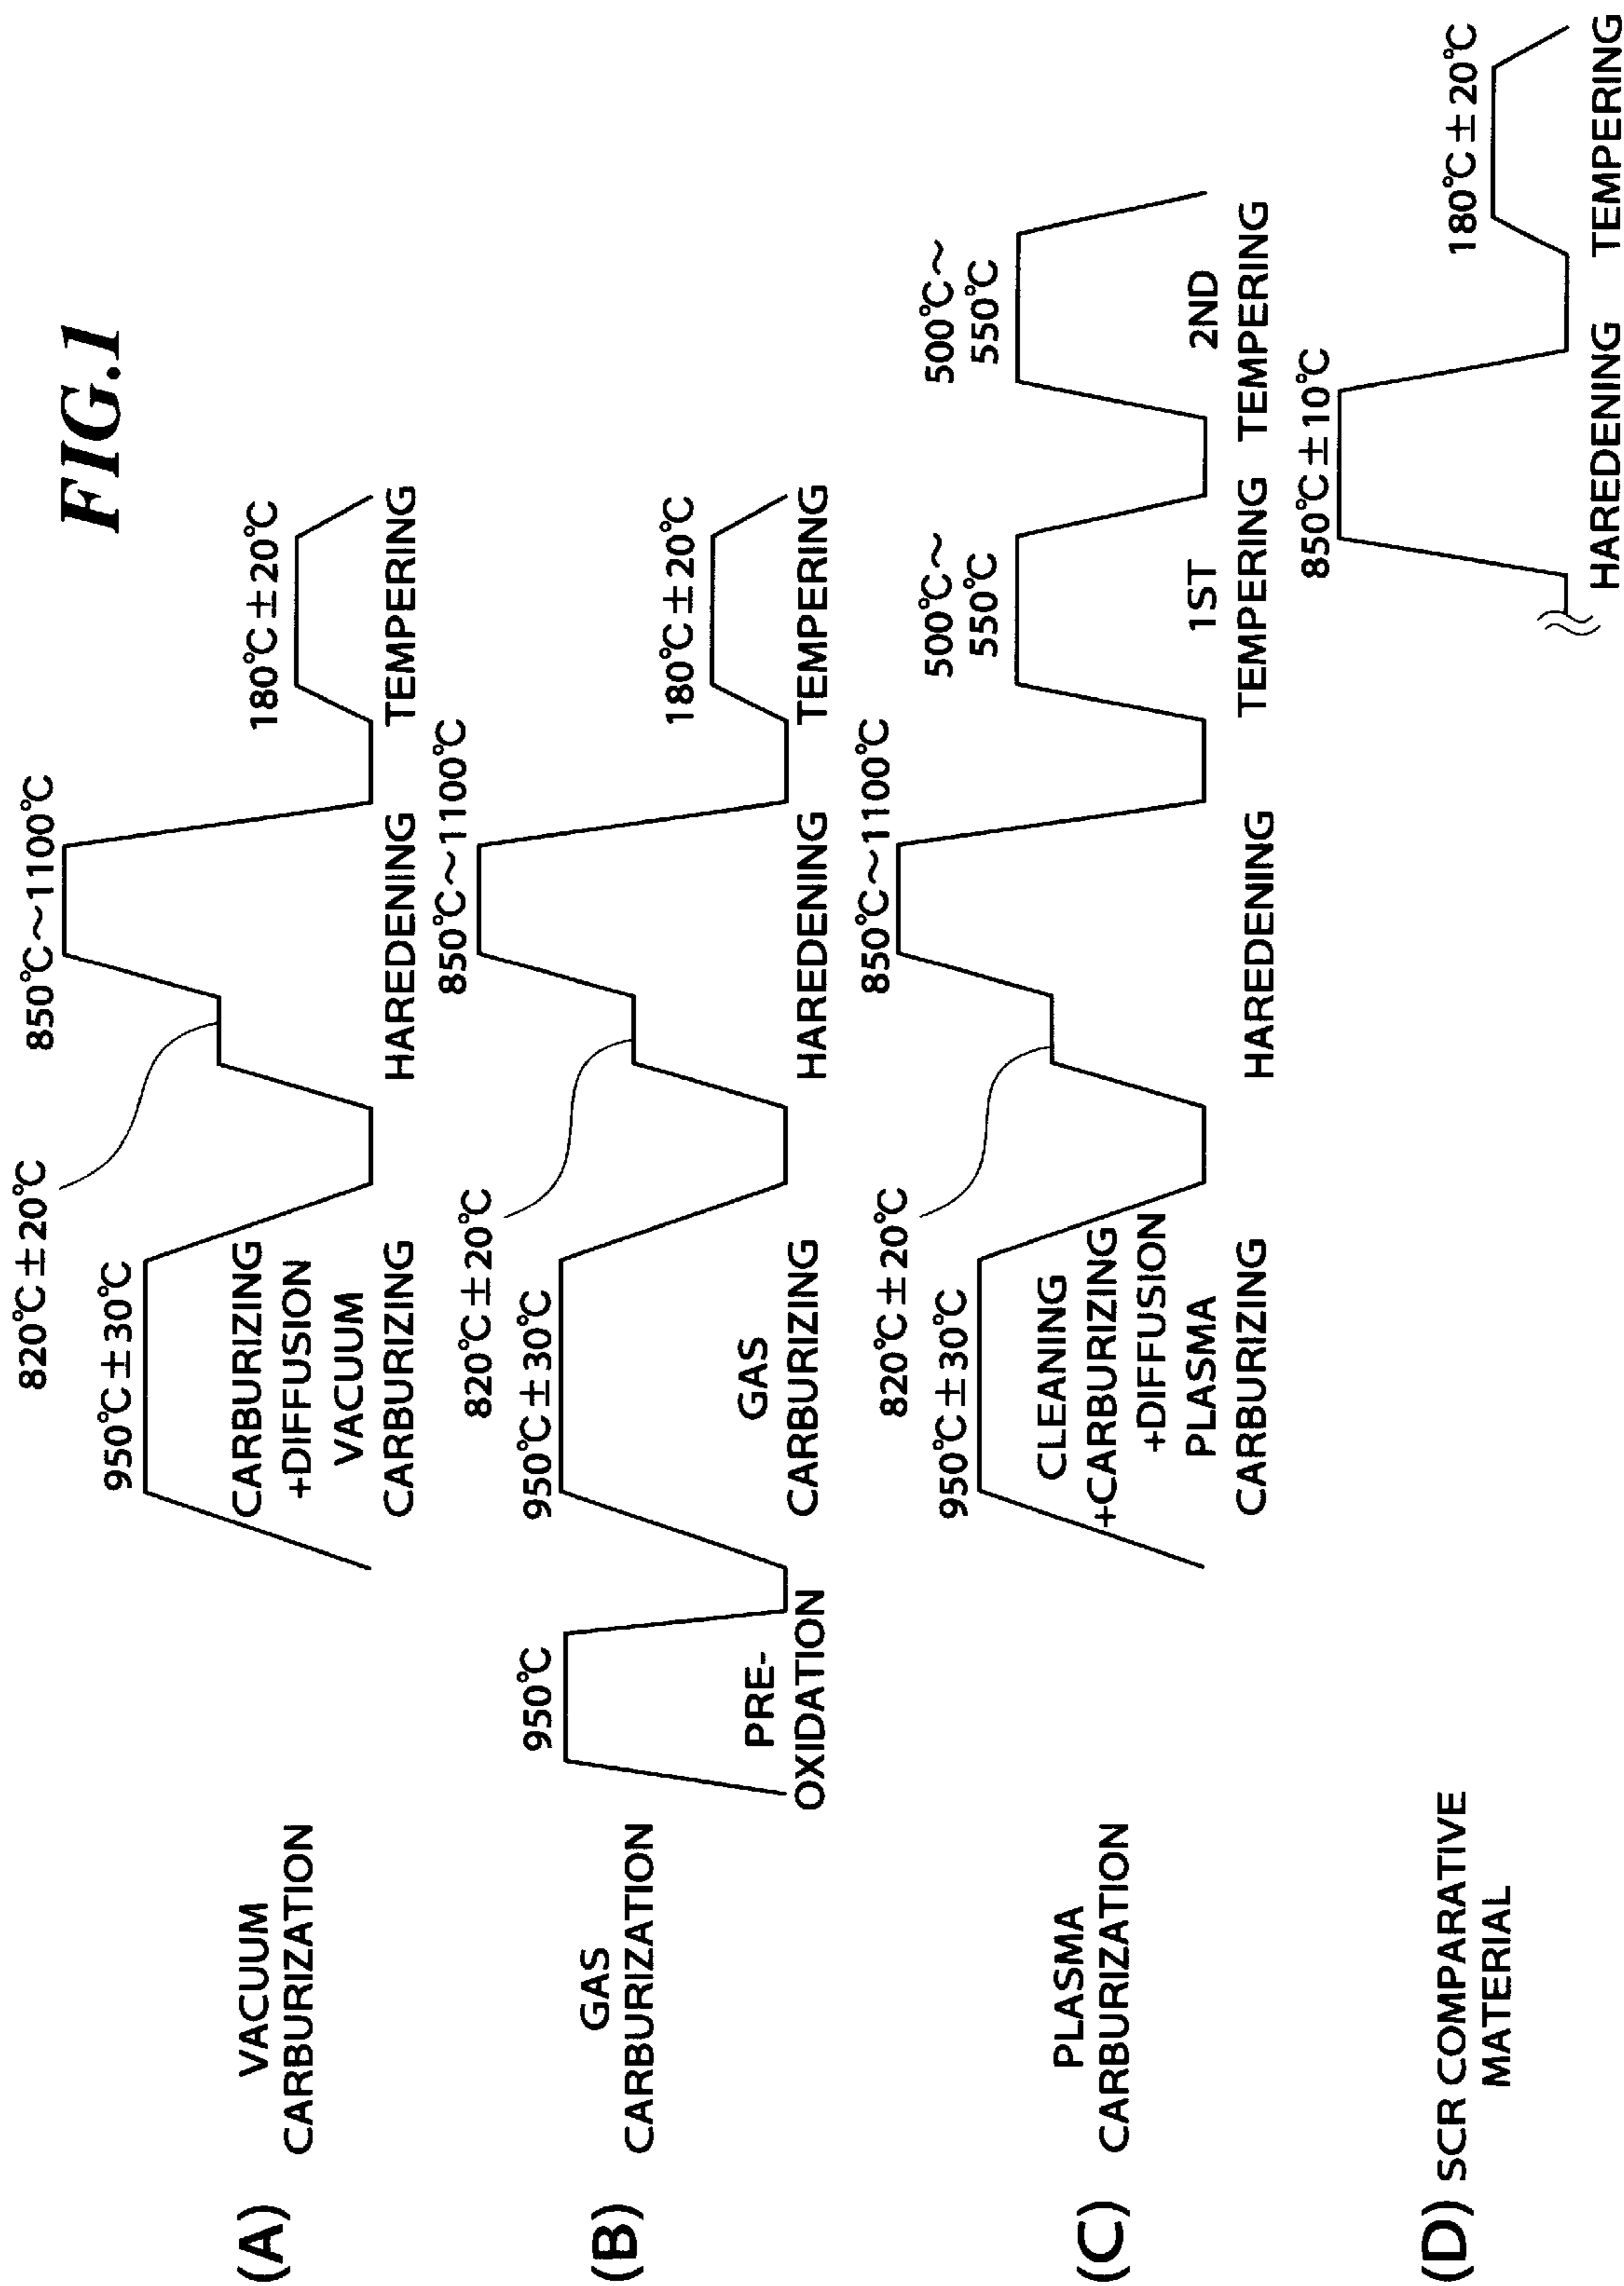 FIG.1
(A)
VACUUM
CARBURIZATION
820℃±20℃
950℃±30℃
CARBURIZING
+DIFFUSION
VACUUM
CARBURIZING
850℃~1100℃
HAREDENING
180℃±20℃
TEMPERING
(B)
GAS
CARBURIZATION
950℃
PRE-
OXIDATION
820℃±20℃
950℃±30℃
GAS
CARBURIZING
850℃~1100℃
HAREDENING
180℃±20℃
TEMPERING
(C)
PLASMA
CARBURIZATION
820℃±20℃
950℃±30℃
CLEANING
+CARBURIZING
+DIFFUSION
PLASMA
CARBURIZING
850℃~1100℃
HAREDENING
500℃~
550℃
1ST
TEMPERING
500℃~
550℃
2ND
TEMPERING
(D) SCR COMPARATIVE
MATERIAL
850℃±10℃
HAREDENING
180℃±20℃
TEMPERING